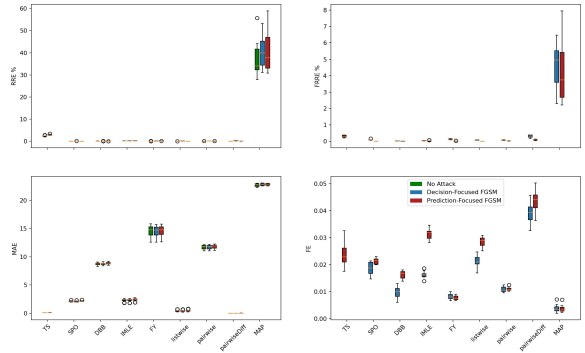 RRE %
60
50
40
30
20
10
0
FRRE %
8
7
6
5
4
3
2
1
0
MAE
20
15
10
5
0
TS
SPO
DBB
IMLE
FY
listwise
pairwise
pairwiseDiff
MAP
FE
0.05
0.04
0.03
0.02
0.01
0.00
No Attack
Decision-Focused FGSM
Prediction-Focused FGSM
TS
SPO
DBB
IMLE
FY
listwise
pairwise
pairwiseDiff
MAP